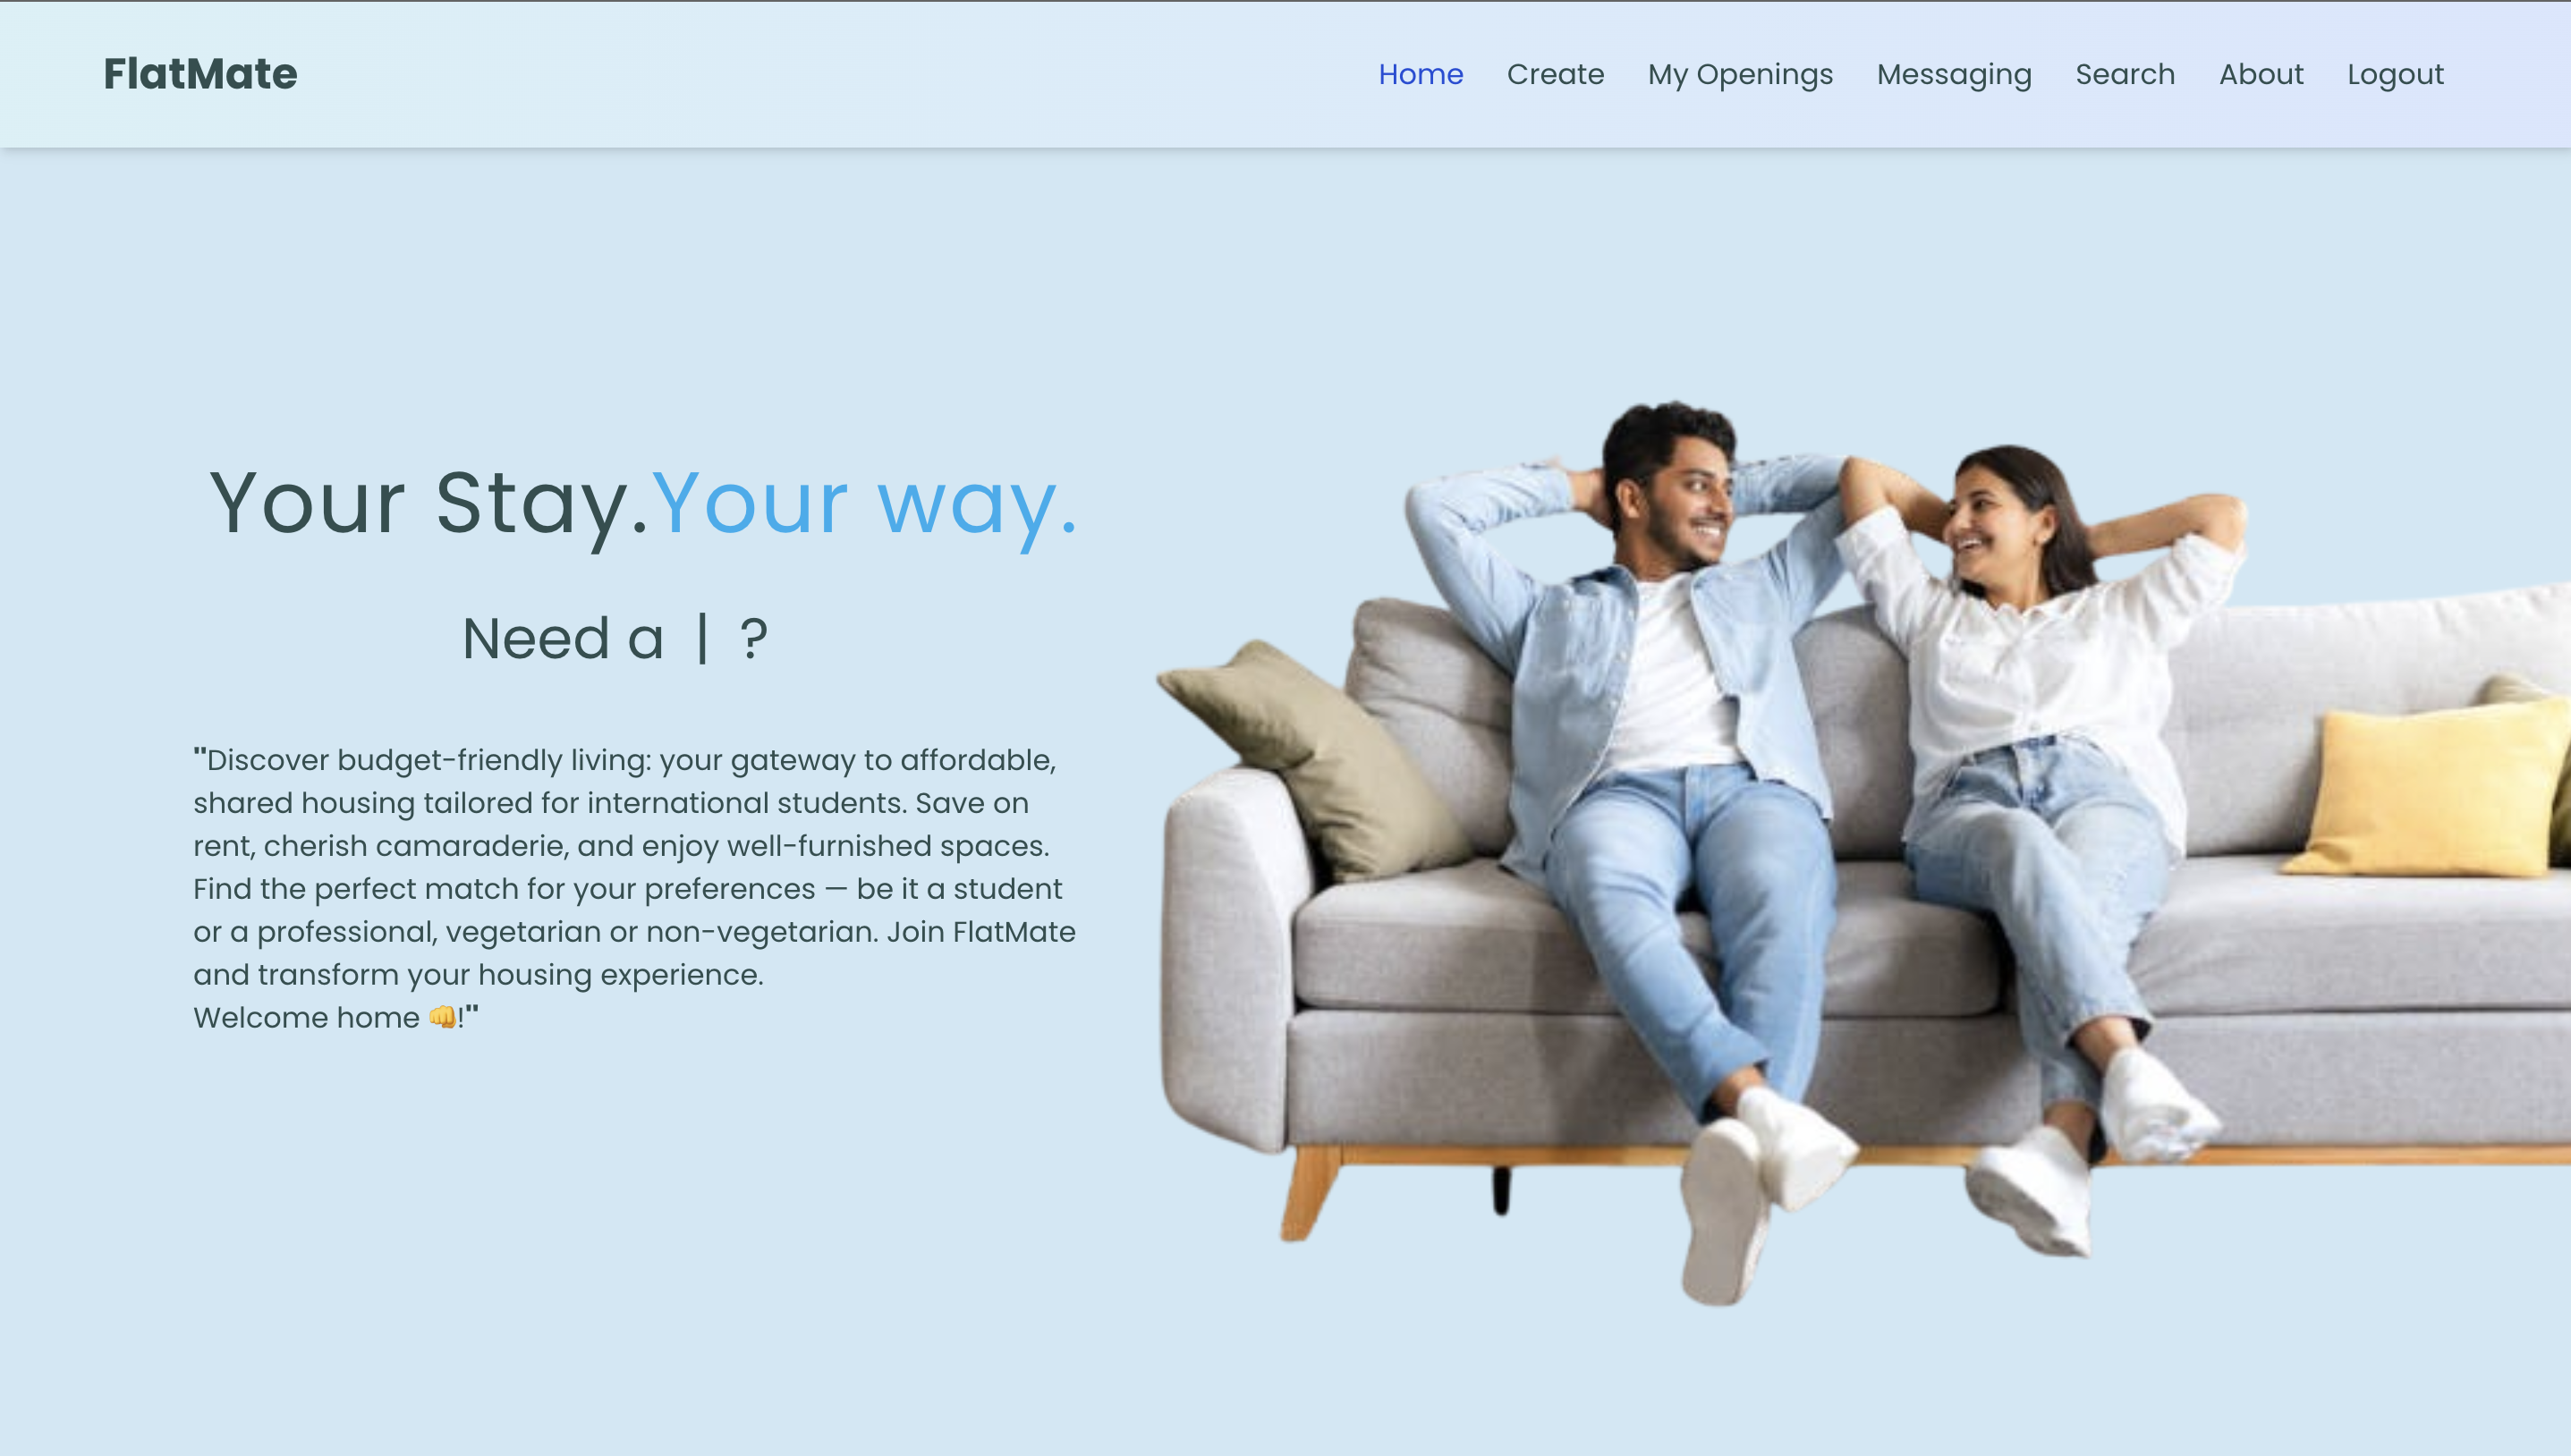 FlatMate
Home Create My Openings Messaging Search About Logout
Your Stay.Your way.
Need a | ?
"Discover budget-friendly living: your gateway to affordable,
shared housing tailored for international students. Save on
rent, cherish camaraderie, and enjoy well-furnished spaces.
Find the perfect match for your preferences — be it a student
or a professional, vegetarian or non-vegetarian. Join FlatMate
and transform your housing experience.
Welcome home 👊!"